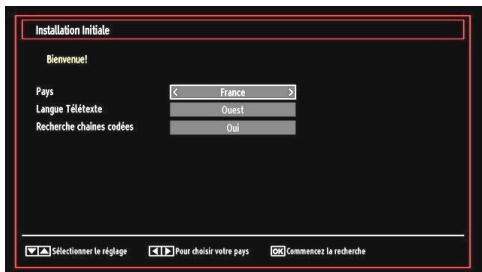 Installation Initiale
Bienvenue!
Pays < France >
Langue Télétexte Ouest
Recherche chaînes codées Oui
Sélectionner le réglage Pour choisir votre pays OK Commencez la recherche